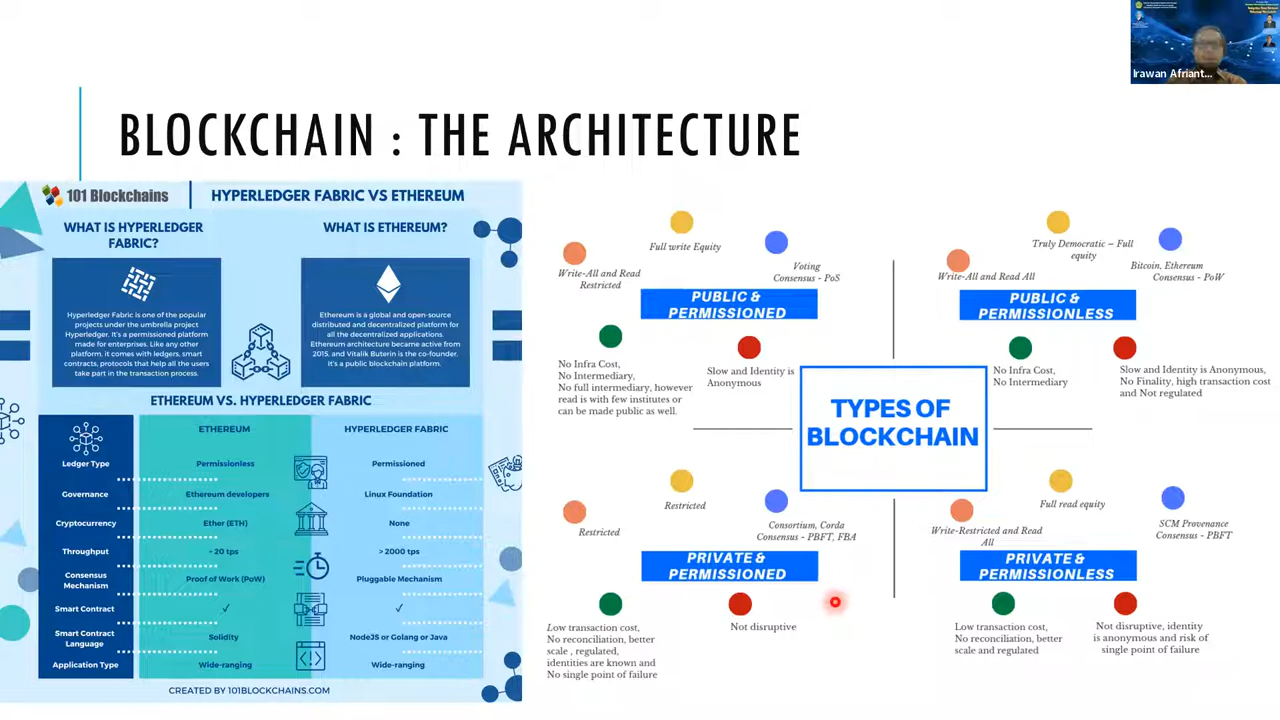 Irawan Afriant...
BLOCKCHAIN : THE ARCHITECTURE
101 Blockchains
HYPERLEDGER FABRIC VS ETHEREUM
WHAT IS HYPERLEDGER
FABRIC?
Hyperledger Fabric is one of the popular
projects under the umbrella project
Hyperledger. It's a permissioned platform
made for enterprises. Like any other
platform, it comes with ledgers, smart
contracts, protocols that help all the users
take part in the transaction process.
WHAT IS ETHEREUM?
Ethereum is a global and open-source
distributed and decentralized platform for
all the decentralized applications.
Ethereum architecture became active from
2015, and Vitalik Buterin is the co-founder.
It's a public blockchain platform.
ETHEREUM VS. HYPERLEDGER FABRIC
ETHEREUM HYPERLEDGER FABRIC
Ledger Type Permissionless Permissioned
Governance Ethereum developers Linux Foundation
Cryptocurrency Ether (ETH) None
Throughput ~ 20 tps > 2000 tps
Consensus
Mechanism Proof of Work (PoW) Pluggable Mechanism
Smart Contract ✓ ✓
Smart Contract
Language Solidity NodeJS or Golang or Java
Application Type Wide-ranging Wide-ranging
CREATED BY 101BLOCKCHAINS.COM
Write-All and Read
Restricted
Full write Equity
Voting
Consensus - PoS
PUBLIC &
PERMISSIONED
No Infra Cost,
No Intermediary,
No full intermediary, however
read is with few institutes or
can be made public as well.
Slow and Identity is
Anonymous
Write-All and Read All
Truly Democratic – Full
equity
Bitcoin, Ethereum
Consensus - PoW
PUBLIC &
PERMISSIONLESS
No Infra Cost,
No Intermediary
Slow and Identity is Anonymous,
No Finality, high transaction cost
and Not regulated
TYPES OF
BLOCKCHAIN
Restricted
Restricted
Consortium, Corda
Consensus - PBFT, FBA
PRIVATE &
PERMISSIONED
Low transaction cost,
No reconciliation, better
scale , regulated,
identities are known and
No single point of failure
Not disruptive
Write-Restricted and Read
All
Full read equity
SCM Provenance
Consensus - PBFT
PRIVATE &
PERMISSIONLESS
Low transaction cost,
No reconciliation, better
scale and regulated
Not disruptive, identity
is anonymous and risk of
single point of failure